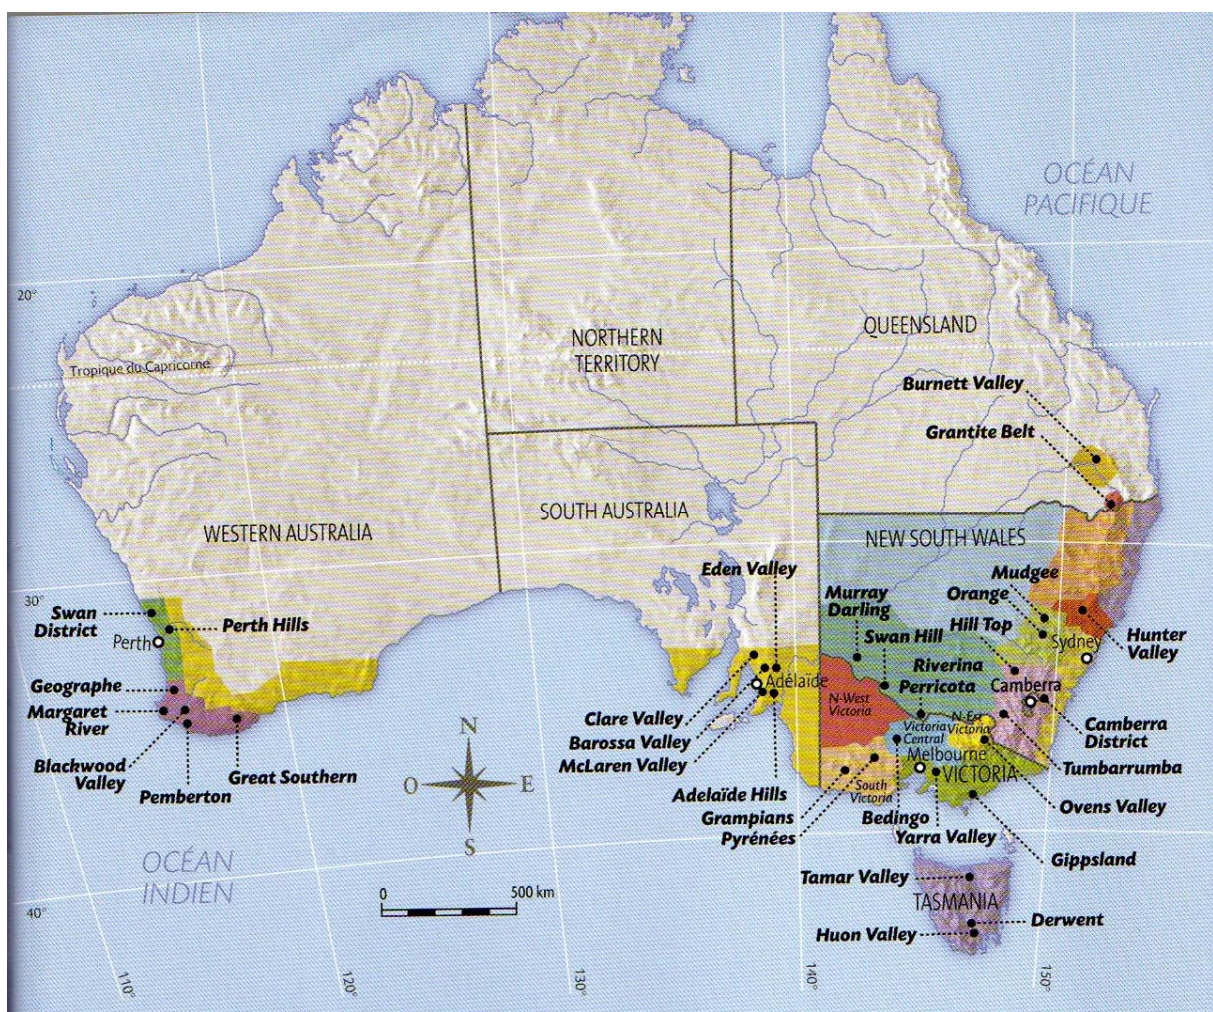 OCÉAN
PACIFIQUE
20°
NORTHERN
TERRITORY
QUEENSLAND
Tropique du Capricorne
Burnett Valley
Grantite Belt
WESTERN AUSTRALIA
SOUTH AUSTRALIA
NEW SOUTH WALES
Eden Valley
Mudgee
Orange
30°
Swan
District
Perth Hills
Perth
Murray
Darling
Hill Top
Swan Hill
Sydney
Hunter
Valley
Riverina
Perricota
Camberra
Adélaïde
Geographe
Margaret
River
N-West
Victoria
Clare Valley
Barossa Valley
McLaren Valley
Victoria
Central
N-Est
Victoria
Camberra
District
Blackwood
Valley
Great Southern
Pemberton
N
O
E
S
Melbourne
VICTORIA
Tumbarrumba
South
Victoria
Adelaïde Hills
Grampians
Pyrénées
Bedingo
Yarra Valley
Ovens Valley
Gippsland
OCÉAN
INDIEN
0
500 km
Tamar Valley
TASMANIA
Derwent
Huon Valley
40°
110°
120°
130°
140°
150°